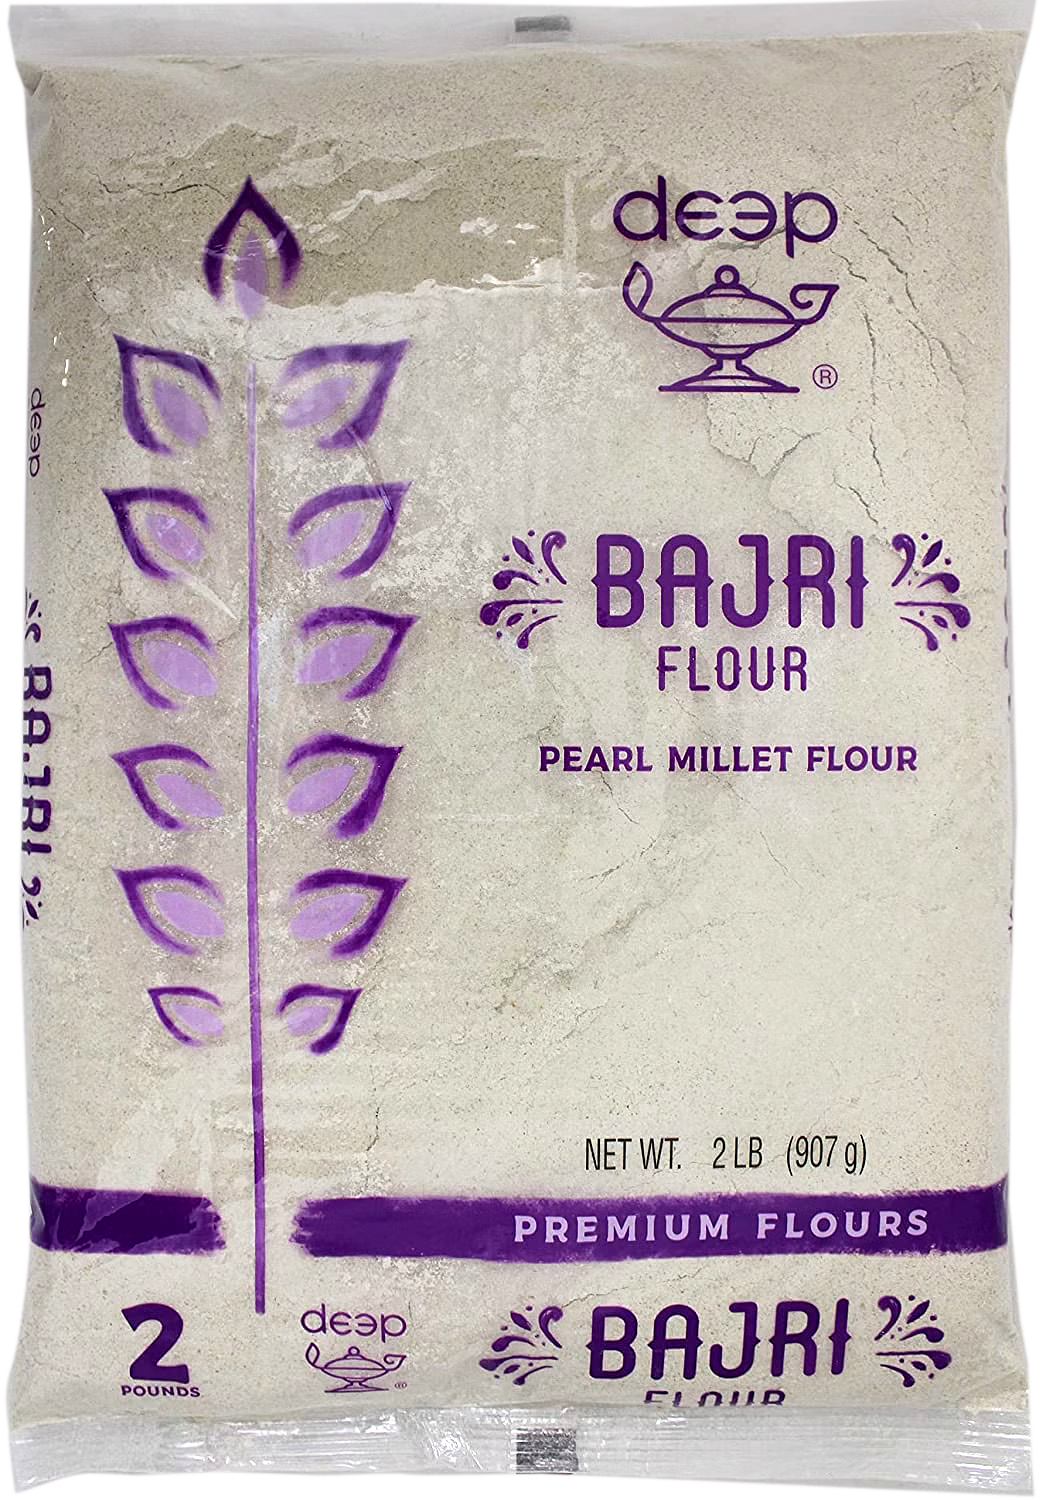 deep
®
BAJRI
FLOUR
PEARL MILLET FLOUR
NET WT. 2 LB (907 g)
PREMIUM FLOURS
2
POUNDS
deep
®
BAJRI
FLOUR
deep
BAJRI